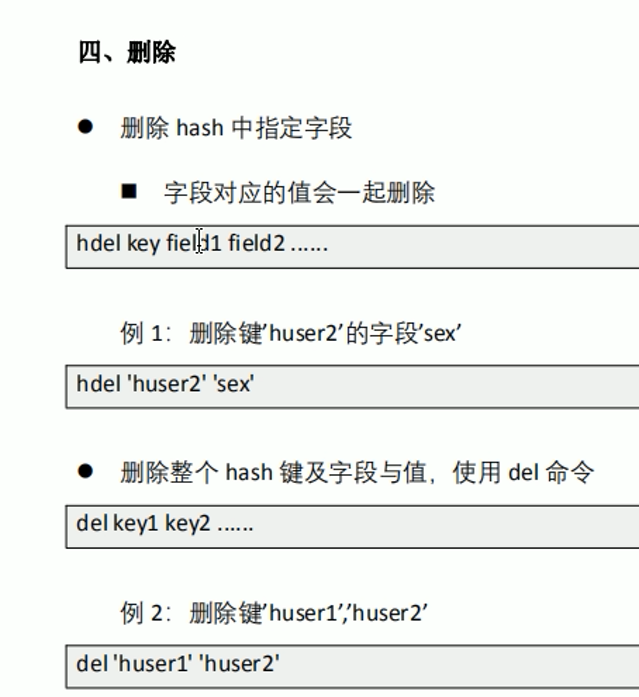 四、删除
● 删除 hash 中指定字段
■ 字段对应的值会一起删除
hdel key field1 field2 ......
例 1：删除键’huser2’的字段’sex’
hdel 'huser2' 'sex'
● 删除整个 hash 键及字段与值，使用 del 命令
del key1 key2 ......
例 2：删除键’huser1’,’huser2’
del 'huser1' 'huser2'